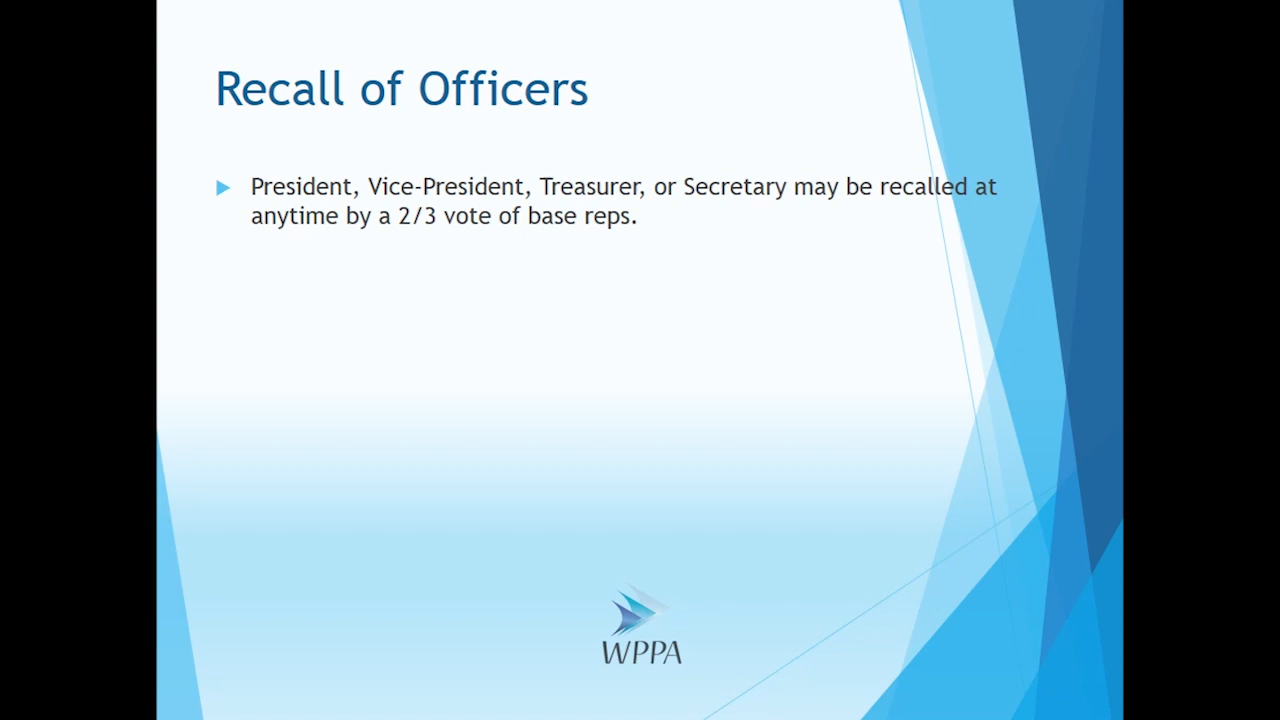 Recall of Officers
President, Vice-President, Treasurer, or Secretary may be recalled at
anytime by a 2/3 vote of base reps.
WPPA